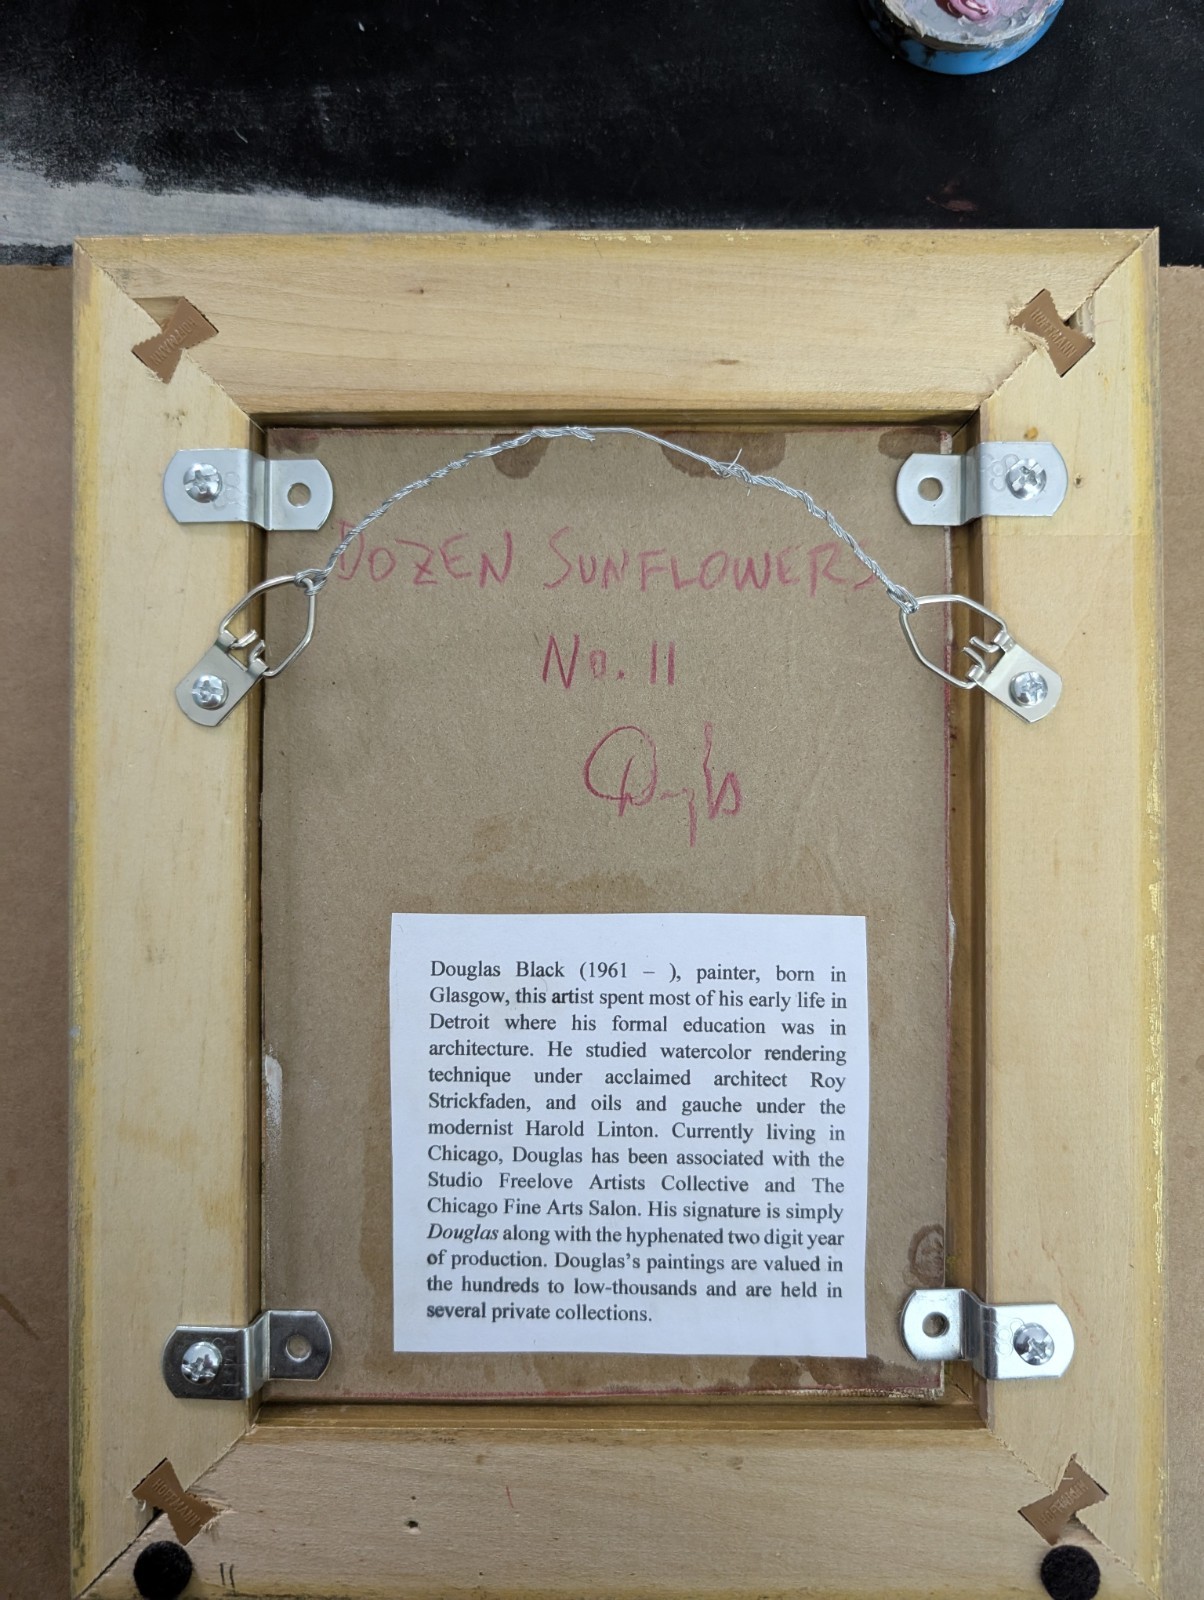 HOFFMANN
HOFFMANN
DOZEN SUNFLOWERS
No. 11
Douglas
Douglas Black (1961 – ), painter, born in
Glasgow, this artist spent most of his early life in
Detroit where his formal education was in
architecture. He studied watercolor rendering
technique under acclaimed architect Roy
Strickfaden, and oils and gauche under the
modernist Harold Linton. Currently living in
Chicago, Douglas has been associated with the
Studio Freelove Artists Collective and The
Chicago Fine Arts Salon. His signature is simply
Douglas along with the hyphenated two digit year
of production. Douglas’s paintings are valued in
the hundreds to low-thousands and are held in
several private collections.
HOFFMANN
HOFFMANN
11